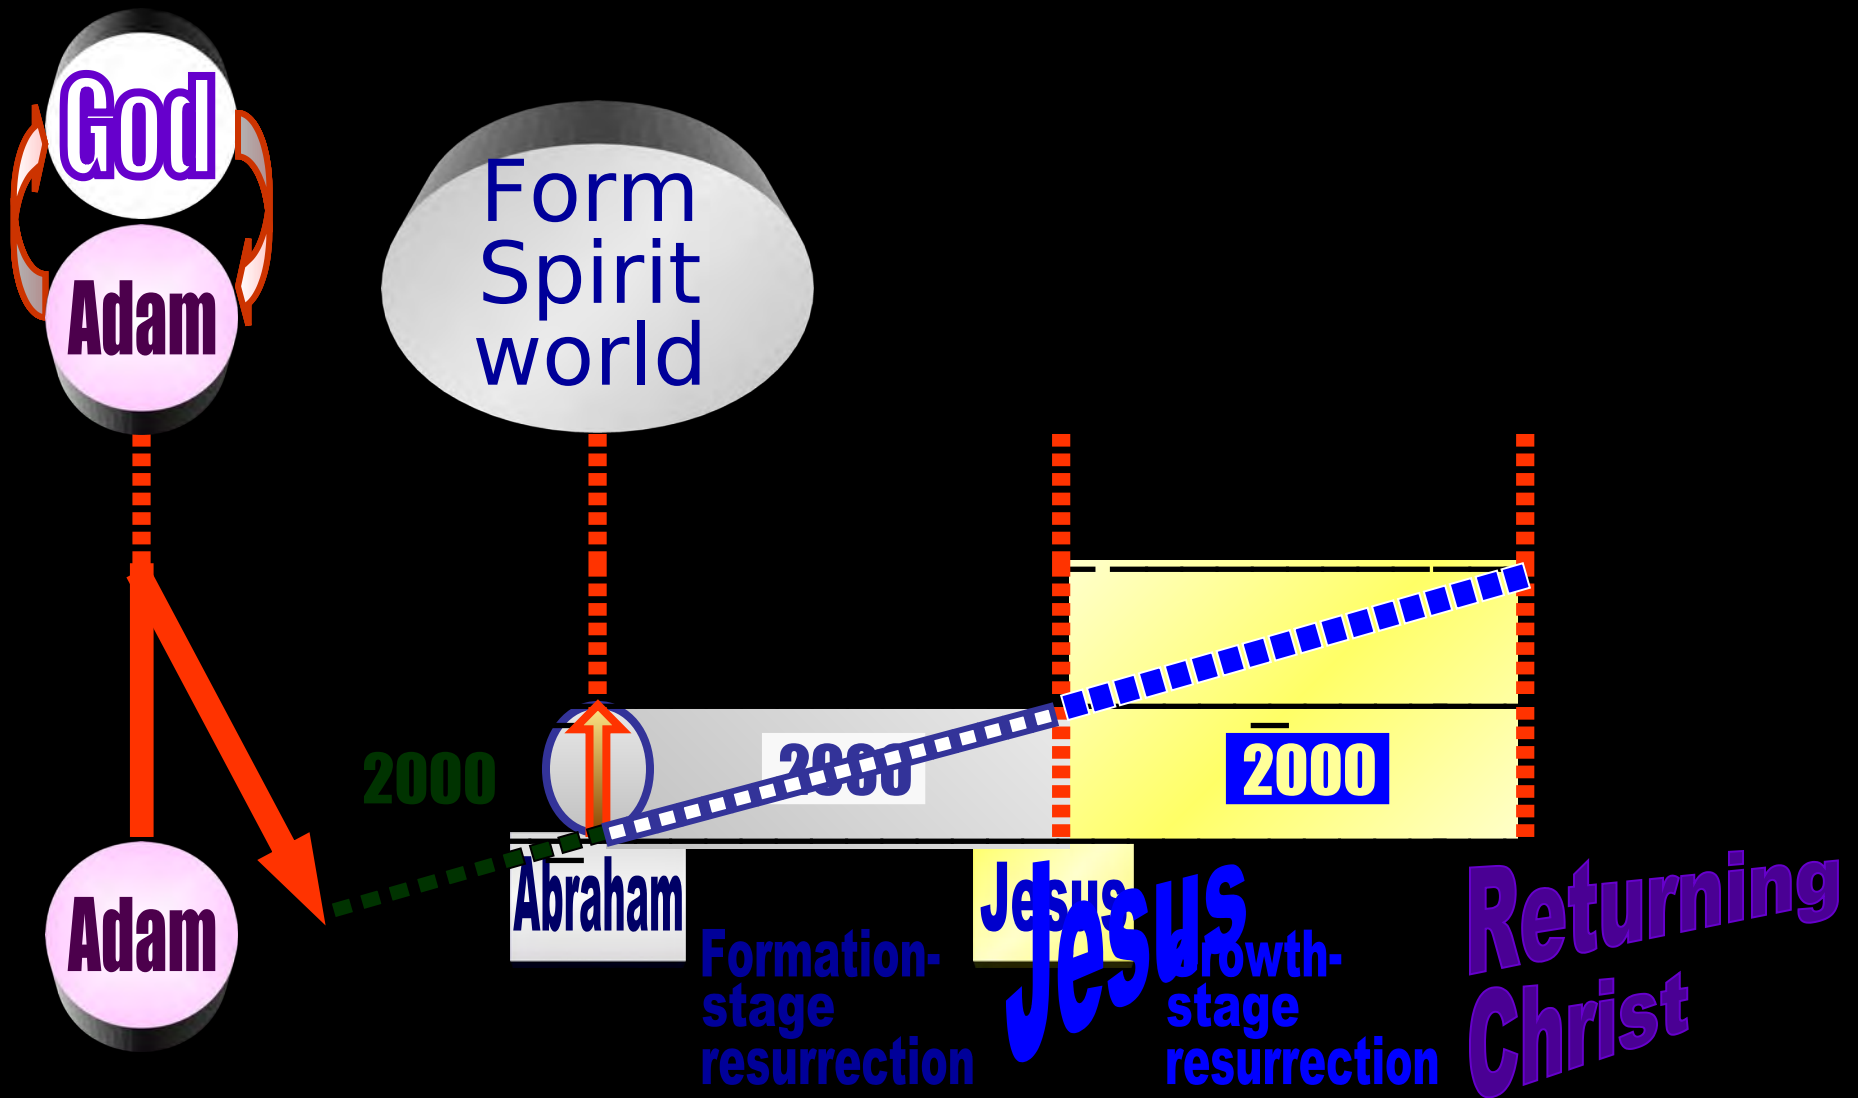 God
Adam
Form
Spirit
world
2000
2000
2000
Adam
Abraham
Jesus
Jesus
Formation-
stage
resurrection
Growth-
stage
resurrection
Returning
Christ